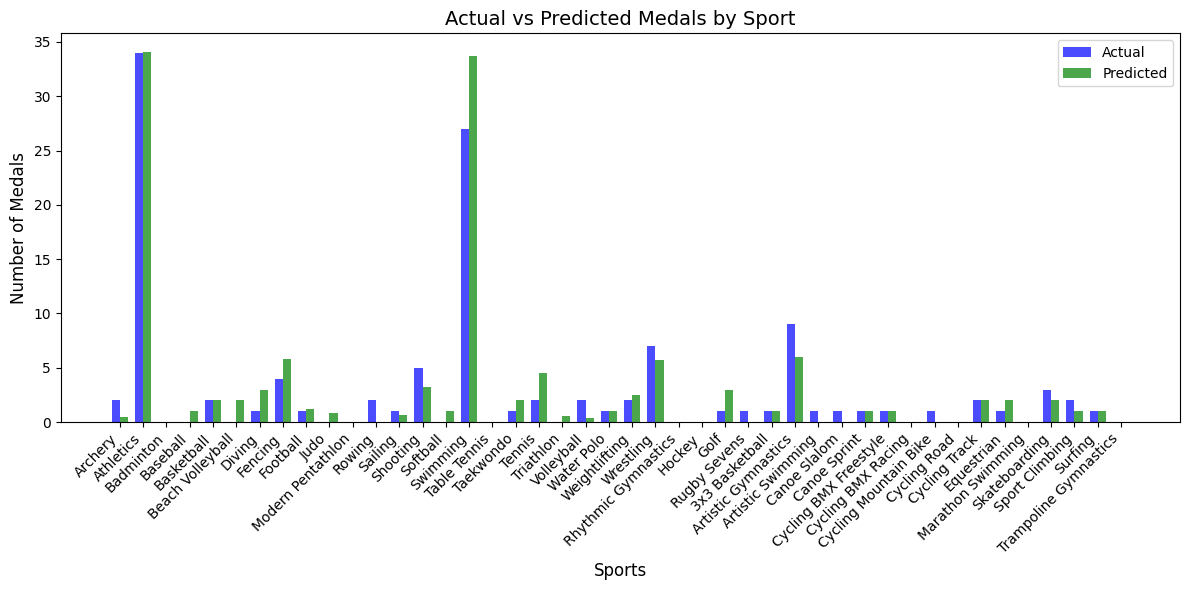 Actual vs Predicted Medals by Sport
Actual
Predicted
Number of Medals
35
30
25
20
15
10
5
0
Archery
Athletics
Badminton
Baseball
Basketball
Beach Volleyball
Diving
Fencing
Football
Judo
Modern Pentathlon
Rowing
Sailing
Shooting
Softball
Swimming
Table Tennis
Taekwondo
Tennis
Triathlon
Volleyball
Water Polo
Weightlifting
Wrestling
Rhythmic Gymnastics
Hockey
Golf
Rugby Sevens
3x3 Basketball
Artistic Gymnastics
Artistic Swimming
Canoe Slalom
Canoe Sprint
Cycling BMX Freestyle
Cycling BMX Racing
Cycling Mountain Bike
Cycling Road
Cycling Track
Equestrian
Marathon Swimming
Skateboarding
Sport Climbing
Surfing
Trampoline Gymnastics
Sports